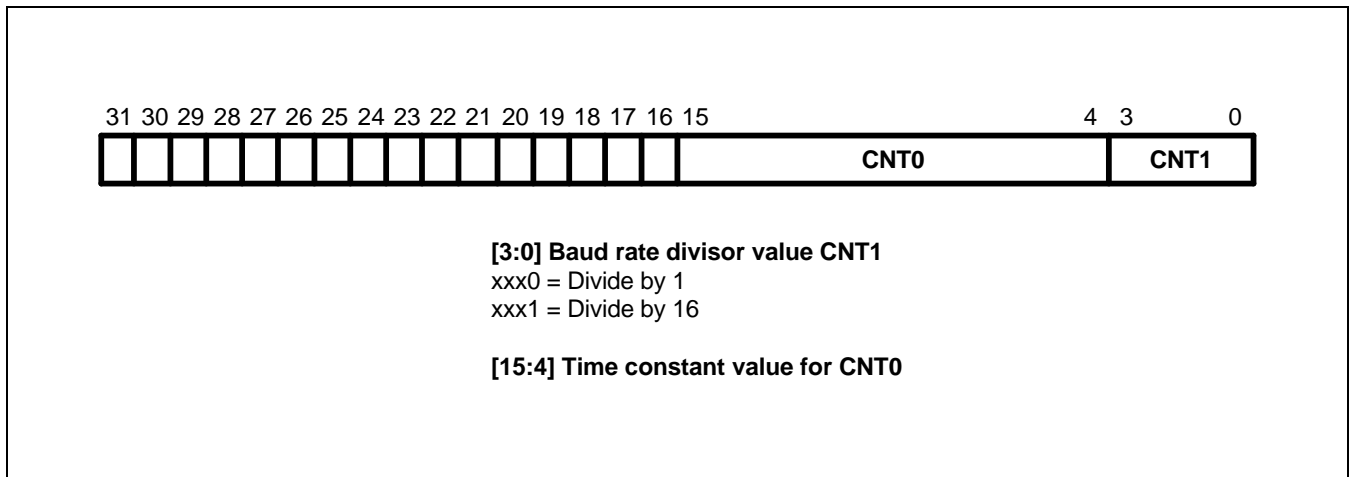 31 30 29 28 27 26 25 24 23 22 21 20 19 18 17 16 15 4 3 0
CNT0 CNT1
[3:0] Baud rate divisor value CNT1
xxx0 = Divide by 1
xxx1 = Divide by 16
[15:4] Time constant value for CNT0